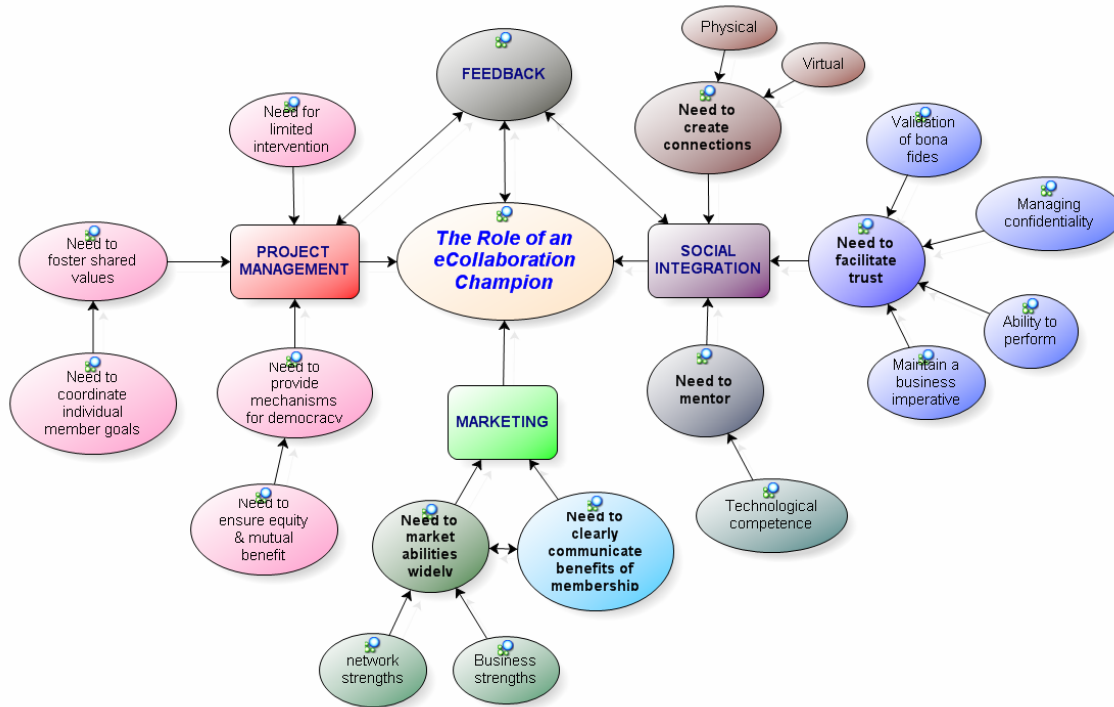 Physical
Virtual
FEEDBACK
Need to
create
connections
Need for
limited
intervention
Validation
of bona
fides
Managing
confidentiality
Need to
foster shared
values
PROJECT
MANAGEMENT
The Role of an
eCollaboration
Champion
SOCIAL
INTEGRATION
Need to
facilitate
trust
Ability to
perform
Maintain a
business
imperative
Need to
coordinate
individual
member goals
Need to
provide
mechanisms
for democracy
MARKETING
Need to
mentor
Need to
ensure equity
& mutual
benefit
Need to
market
abilities
widely
Need to
clearly
communicate
benefits of
membership
Technological
competence
network
strengths
Business
strengths